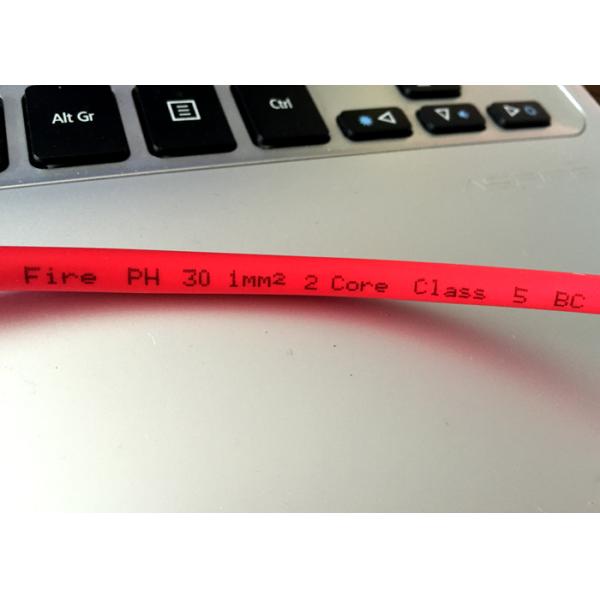 Alt Gr
Ctrl
Fire PH 30 1mm² 2 Core Class 5 BC